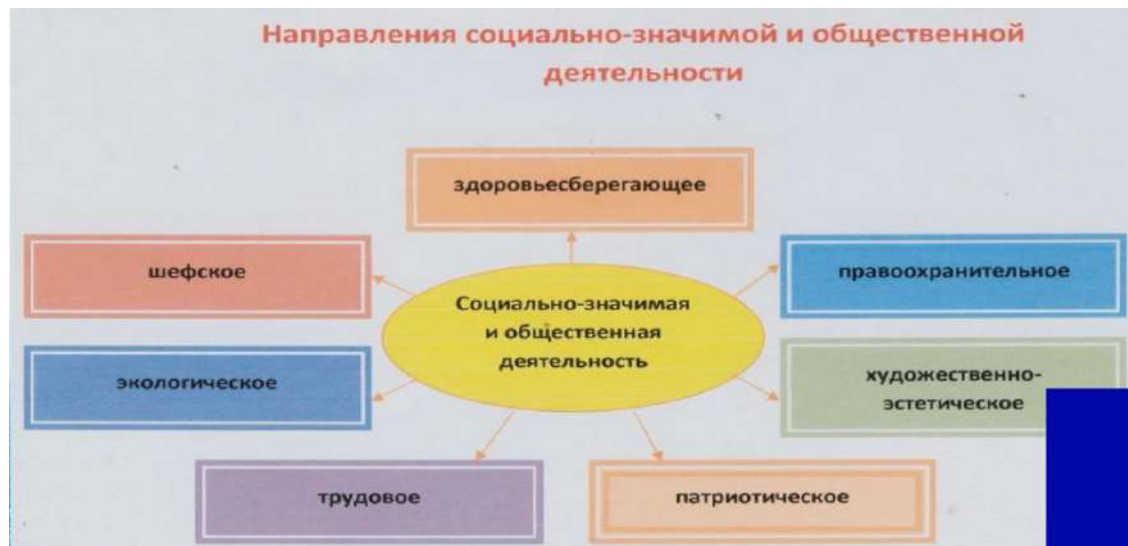 Направления социально-значимой и общественной
деятельности
здоровьесберегающее
шефское
правоохранительное
Социально-значимая
и общественная
деятельность
экологическое
художественно-
эстетическое
трудовое
патриотическое